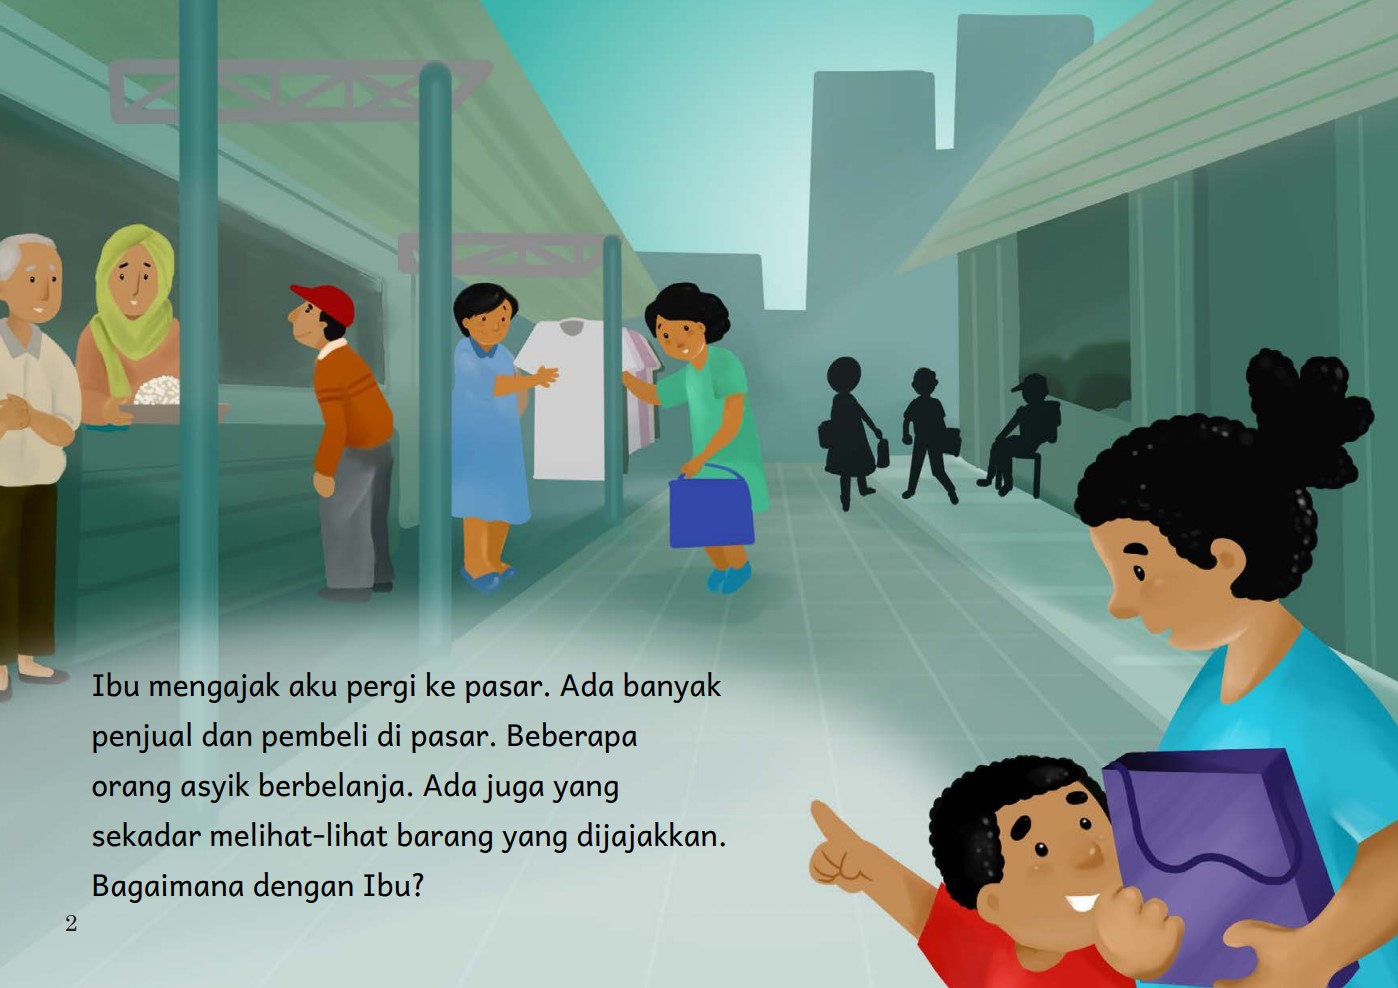 Ibu mengajak aku pergi ke pasar. Ada banyak
penjual dan pembeli di pasar. Beberapa
orang asyik berbelanja. Ada juga yang
sekadar melihat-lihat barang yang dijajakkan.
Bagaimana dengan Ibu?
2